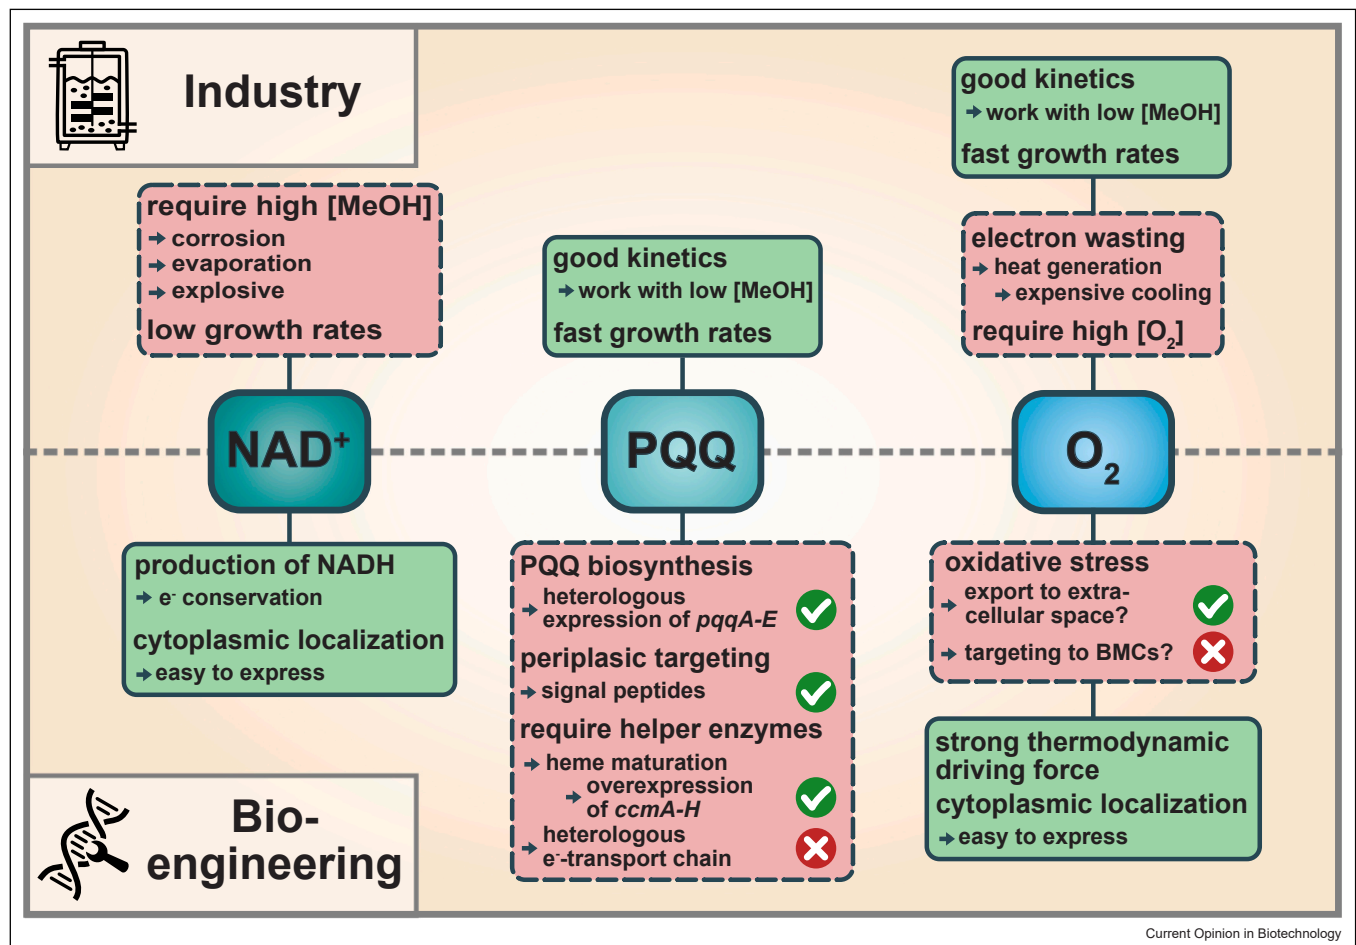 Industry
require high [MeOH]
→ corrosion
→ evaporation
→ explosive
low growth rates
good kinetics
→ work with low [MeOH]
fast growth rates
good kinetics
→ work with low [MeOH]
fast growth rates
electron wasting
→ heat generation
→ expensive cooling
require high [O₂]
NAD⁺
PQQ
O₂
production of NADH
→ e⁻ conservation
cytoplasmic localization
→ easy to express
PQQ biosynthesis
→ heterologous
expression of pqqA-E
periplasic targeting
→ signal peptides
require helper enzymes
→ heme maturation
→ overexpression
of ccmA-H
→ heterologous
e⁻-transport chain
oxidative stress
→ export to extra-
cellular space?
→ targeting to BMCs?
strong thermodynamic
driving force
cytoplasmic localization
→ easy to express
Bio-
engineering
Current Opinion in Biotechnology